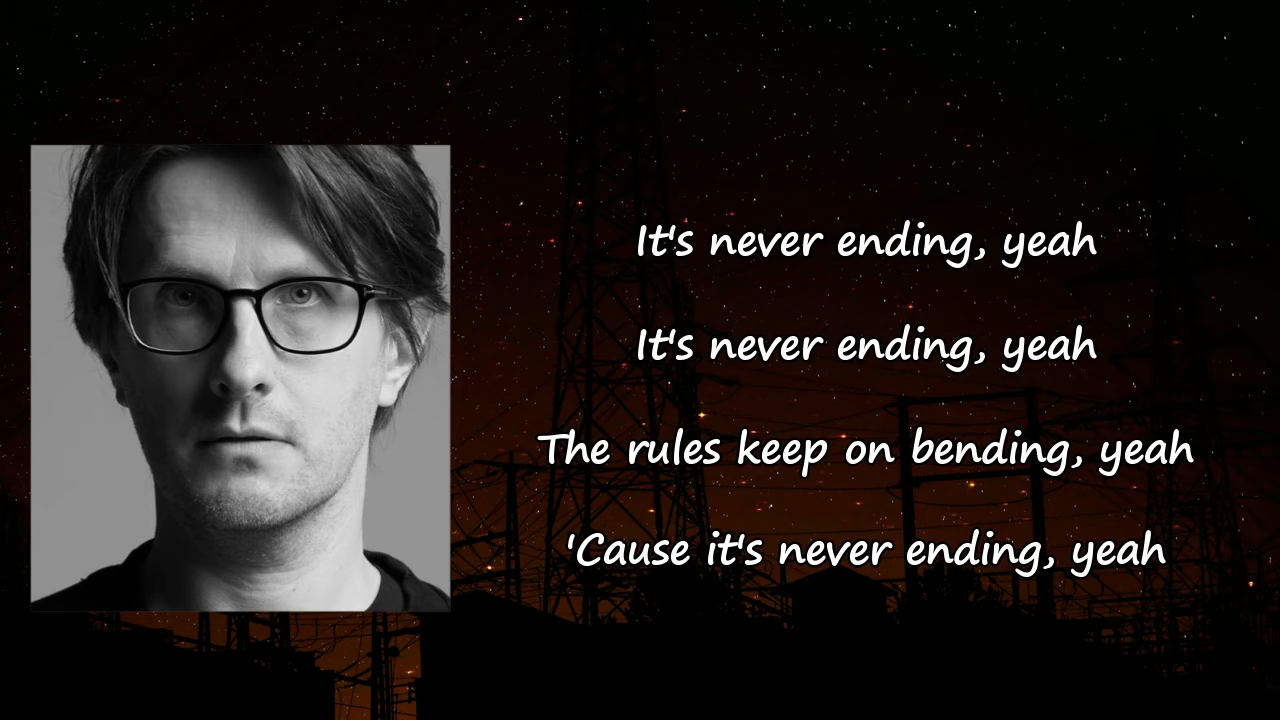 It's never ending, yeah
It's never ending, yeah
The rules keep on bending, yeah
'Cause it's never ending, yeah